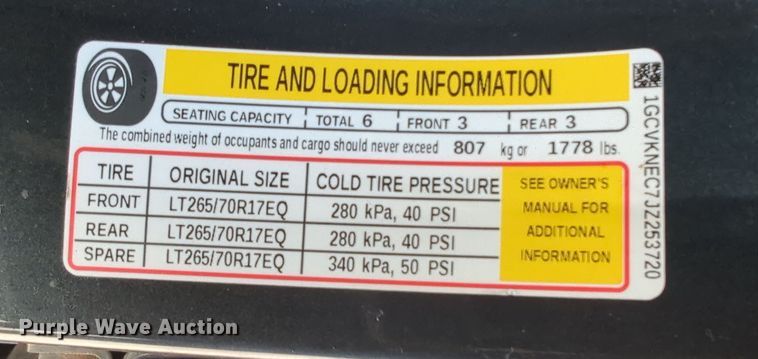 TIRE AND LOADING INFORMATION
SEATING CAPACITY TOTAL 6 FRONT 3 REAR 3
The combined weight of occupants and cargo should never exceed 807 kg or 1778 lbs.
TIRE ORIGINAL SIZE COLD TIRE PRESSURE
FRONT LT265/70R17EQ 280 kPa, 40 PSI
REAR LT265/70R17EQ 280 kPa, 40 PSI
SPARE LT265/70R17EQ 340 kPa, 50 PSI
SEE OWNER'S
MANUAL FOR
ADDITIONAL
INFORMATION
1GCVKNEC7JZ253720
Purple Wave Auction